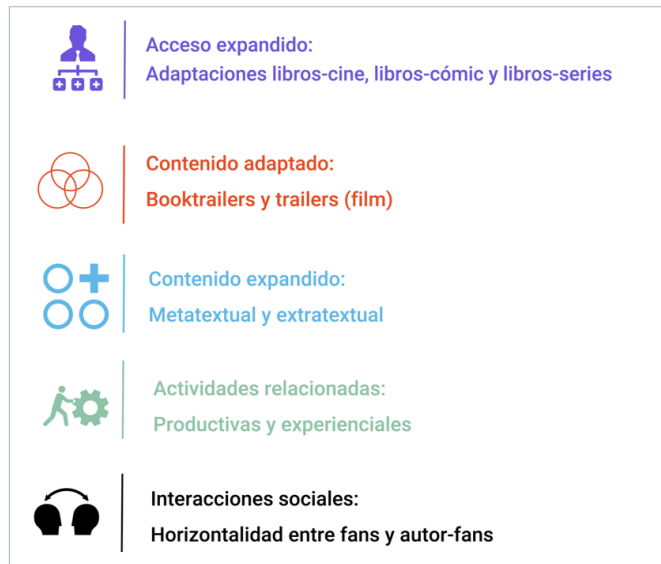 Acceso expandido:
Adaptaciones libros-cine, libros-cómic y libros-series
Contenido adaptado:
Booktrailers y trailers (film)
Contenido expandido:
Metatextual y extratextual
Actividades relacionadas:
Productivas y experienciales
Interacciones sociales:
Horizontalidad entre fans y autor-fans